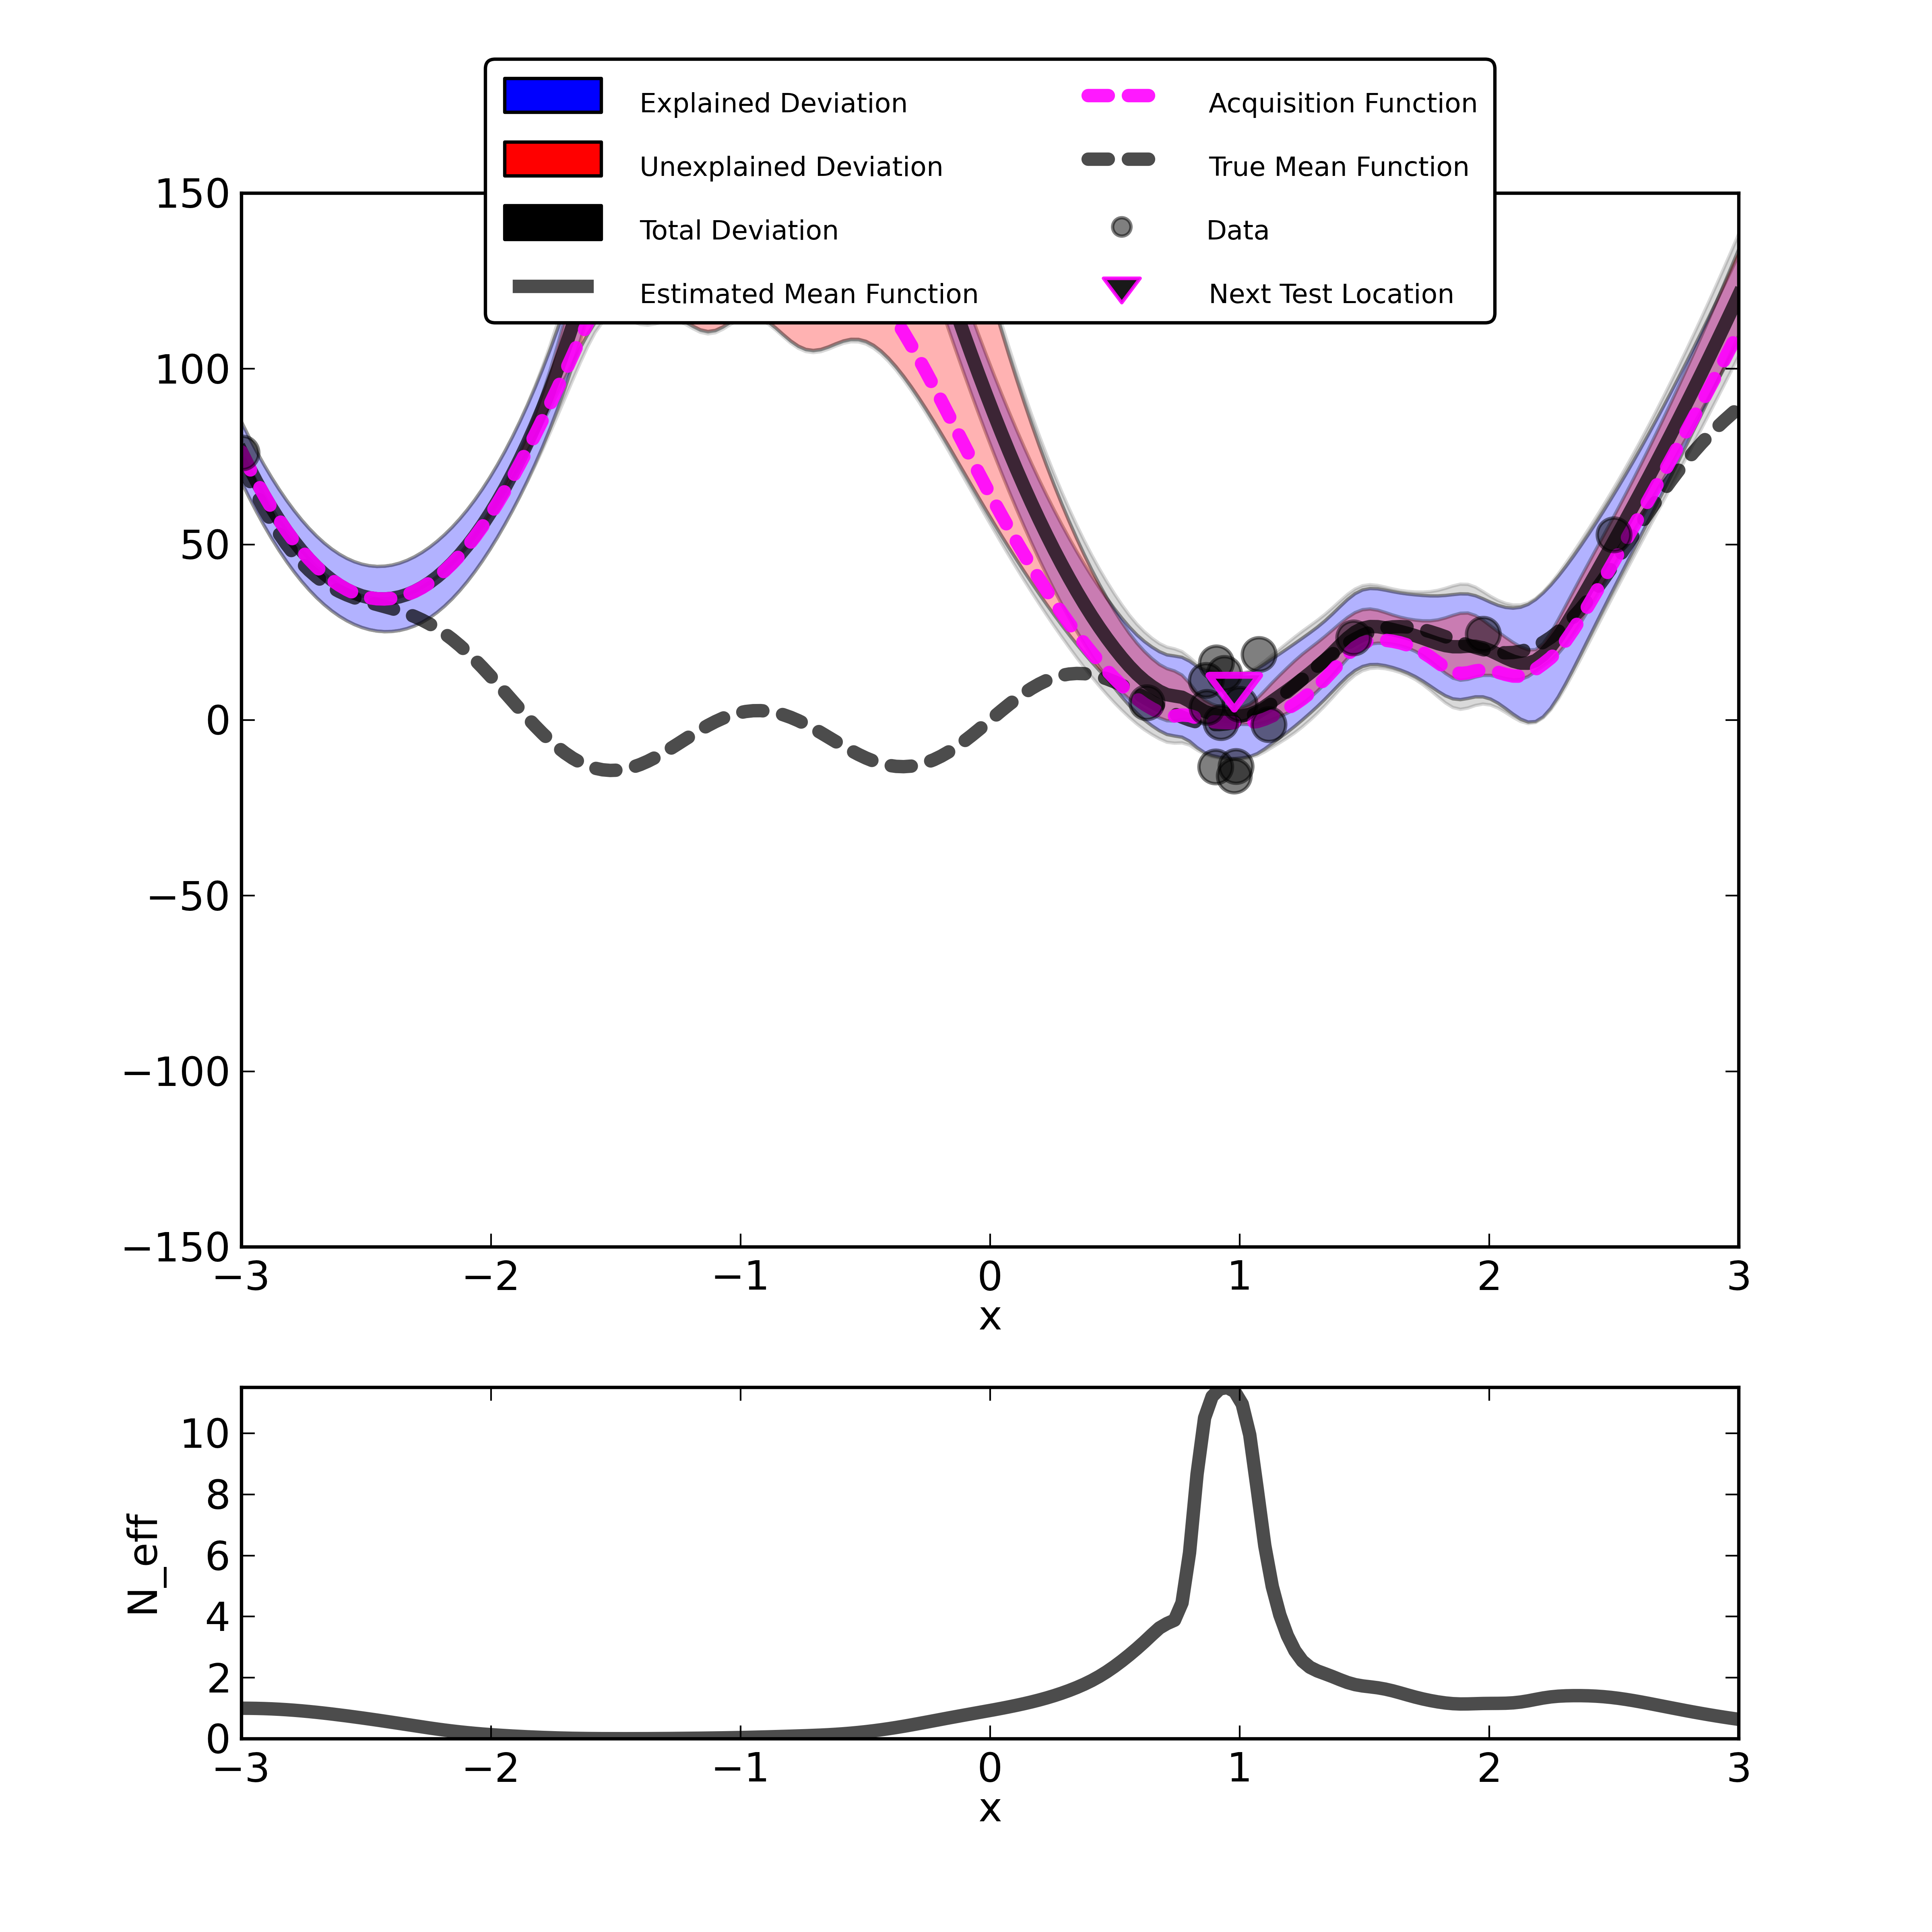 Explained Deviation
Unexplained Deviation
Total Deviation
Estimated Mean Function
Acquisition Function
True Mean Function
Data
Next Test Location
150
100
50
0
−50
−100
−150
−3 −2 −1 0 1 2 3
x
N_eff
10
8
6
4
2
0
−3 −2 −1 0 1 2 3
x